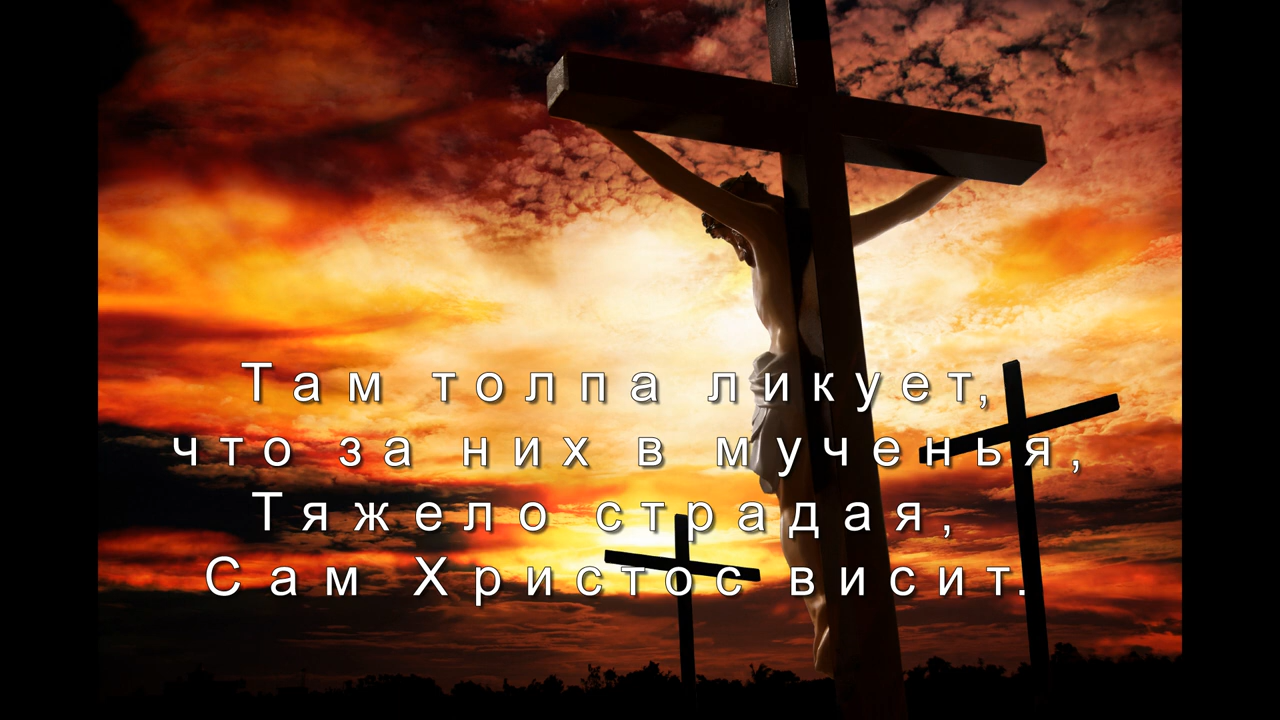 Там толпа ликует,
что за них в мученья,
Тяжело страдая,
Сам Христос висит.